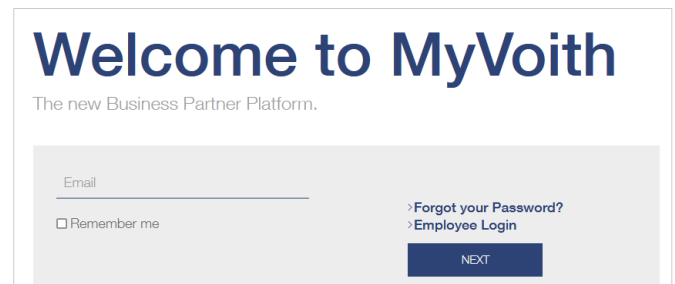 Welcome to MyVoith
The new Business Partner Platform.
Email
Remember me
>Forgot your Password?
>Employee Login
NEXT